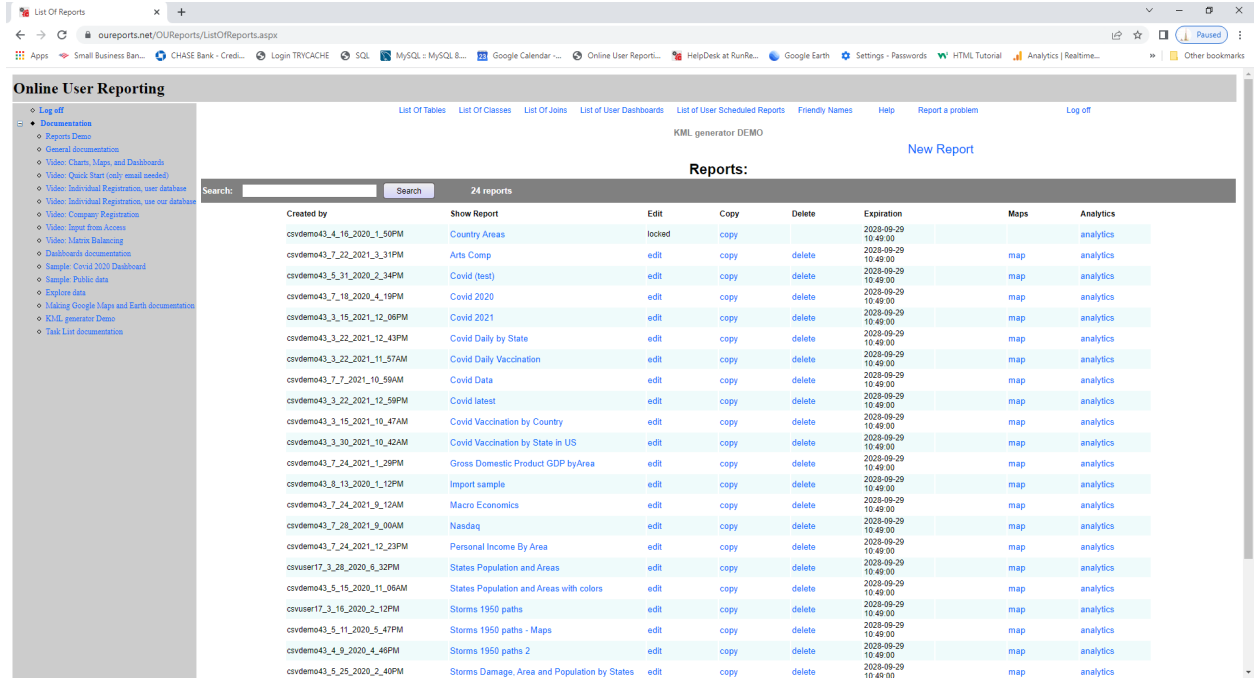 List Of Reports
oureports.net/OUReports/ListOfReports.aspx
Paused
Apps Small Business Ban... CHASE Bank - Credi... Login TRYCACHE SQL MySQL :: MySQL 8.... Google Calendar -... Online User Reporti... HelpDesk at RunRe... Google Earth Settings - Passwords HTML Tutorial Analytics | Realtime... » Other bookmarks
Online User Reporting
Log off
Documentation
Reports Demo
General documentation
Video: Charts, Maps, and Dashboards
Video: Quick Start (only email needed)
Video: Individual Registration, user database
Video: Individual Registration, use our database
Video: Company Registration
Video: Input from Access
Video: Matrix Balancing
Dashboards documentation
Sample: Covid 2020 Dashboard
Sample: Public data
Explore data
Making Google Maps and Earth documentation
KML generator Demo
Task List documentation
List Of Tables List Of Classes List Of Joins List of User Dashboards List of User Scheduled Reports Friendly Names Help Report a problem Log off
KML generator DEMO
New Report
Reports:
Search: Search 24 reports
Created by Show Report Edit Copy Delete Expiration Maps Analytics
csvdemo43_4_16_2020_1_50PM Country Areas locked copy 2028-09-29 10:49:00 analytics
csvdemo43_7_22_2021_3_31PM Arts Comp edit copy delete 2028-09-29 10:49:00 map analytics
csvdemo43_5_31_2020_2_34PM Covid (test) edit copy delete 2028-09-29 10:49:00 map analytics
csvdemo43_7_18_2020_4_19PM Covid 2020 edit copy delete 2028-09-29 10:49:00 map analytics
csvdemo43_3_15_2021_12_06PM Covid 2021 edit copy delete 2028-09-29 10:49:00 map analytics
csvdemo43_3_22_2021_12_43PM Covid Daily by State edit copy delete 2028-09-29 10:49:00 map analytics
csvdemo43_3_22_2021_11_57AM Covid Daily Vaccination edit copy delete 2028-09-29 10:49:00 map analytics
csvdemo43_7_7_2021_10_59AM Covid Data edit copy delete 2028-09-29 10:49:00 map analytics
csvdemo43_3_22_2021_12_59PM Covid latest edit copy delete 2028-09-29 10:49:00 map analytics
csvdemo43_3_15_2021_10_47AM Covid Vaccination by Country edit copy delete 2028-09-29 10:49:00 map analytics
csvdemo43_3_30_2021_10_42AM Covid Vaccination by State in US edit copy delete 2028-09-29 10:49:00 map analytics
csvdemo43_7_24_2021_1_29PM Gross Domestic Product GDP byArea edit copy delete 2028-09-29 10:49:00 map analytics
csvdemo43_8_13_2020_1_12PM Import sample edit copy delete 2028-09-29 10:49:00 map analytics
csvdemo43_7_24_2021_9_12AM Macro Economics edit copy delete 2028-09-29 10:49:00 map analytics
csvdemo43_7_28_2021_9_00AM Nasdaq edit copy delete 2028-09-29 10:49:00 map analytics
csvdemo43_7_24_2021_12_23PM Personal Income By Area edit copy delete 2028-09-29 10:49:00 map analytics
csvuser17_3_28_2020_6_32PM States Population and Areas edit copy delete 2028-09-29 10:49:00 map analytics
csvdemo43_5_15_2020_11_06AM States Population and Areas with colors edit copy delete 2028-09-29 10:49:00 map analytics
csvuser17_3_16_2020_2_12PM Storms 1950 paths edit copy delete 2028-09-29 10:49:00 map analytics
csvdemo43_5_11_2020_5_47PM Storms 1950 paths - Maps edit copy delete 2028-09-29 10:49:00 map analytics
csvdemo43_4_9_2020_4_46PM Storms 1950 paths 2 edit copy delete 2028-09-29 10:49:00 map analytics
csvdemo43_5_25_2020_2_40PM Storms Damage, Area and Population by States edit copy delete 2028-09-29 10:49:00 map analytics